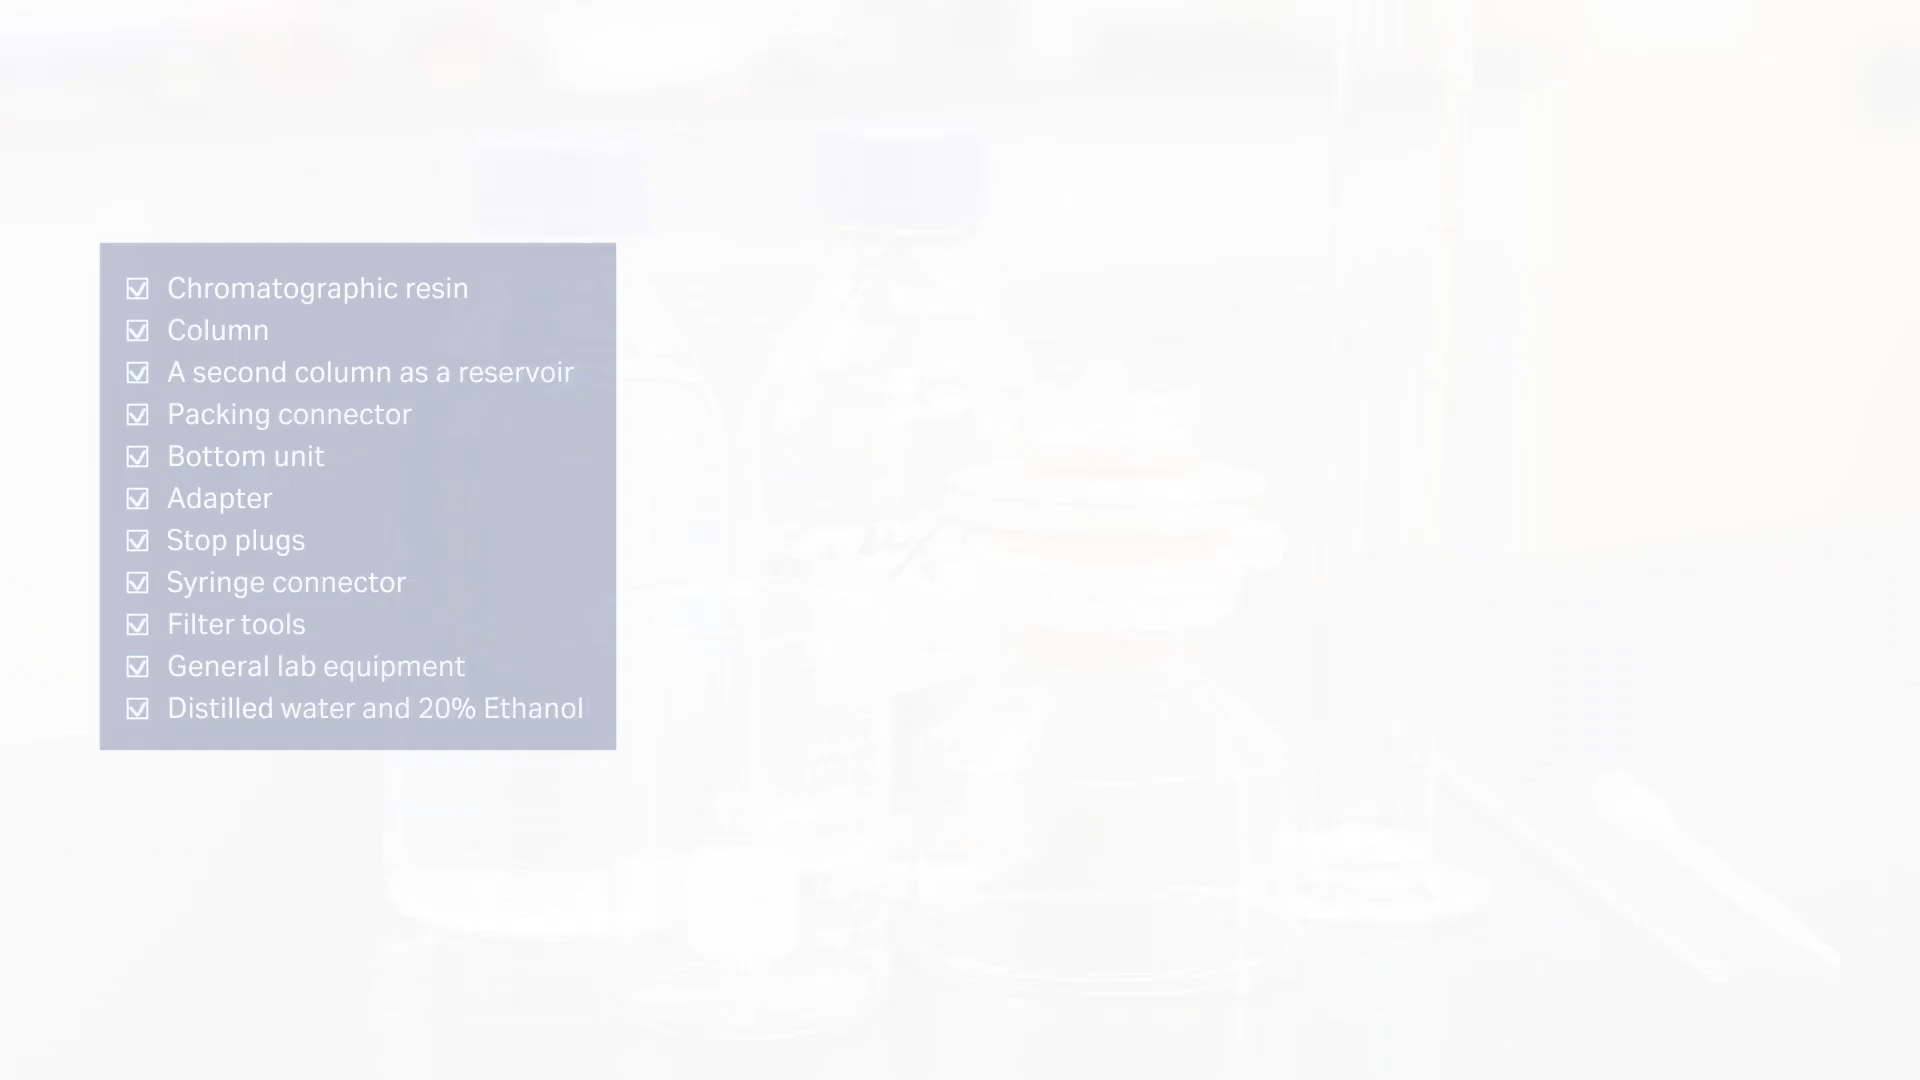 Chromatographic resin
Column
A second column as a reservoir
Packing connector
Bottom unit
Adapter
Stop plugs
Syringe connector
Filter tools
General lab equipment
Distilled water and 20% Ethanol